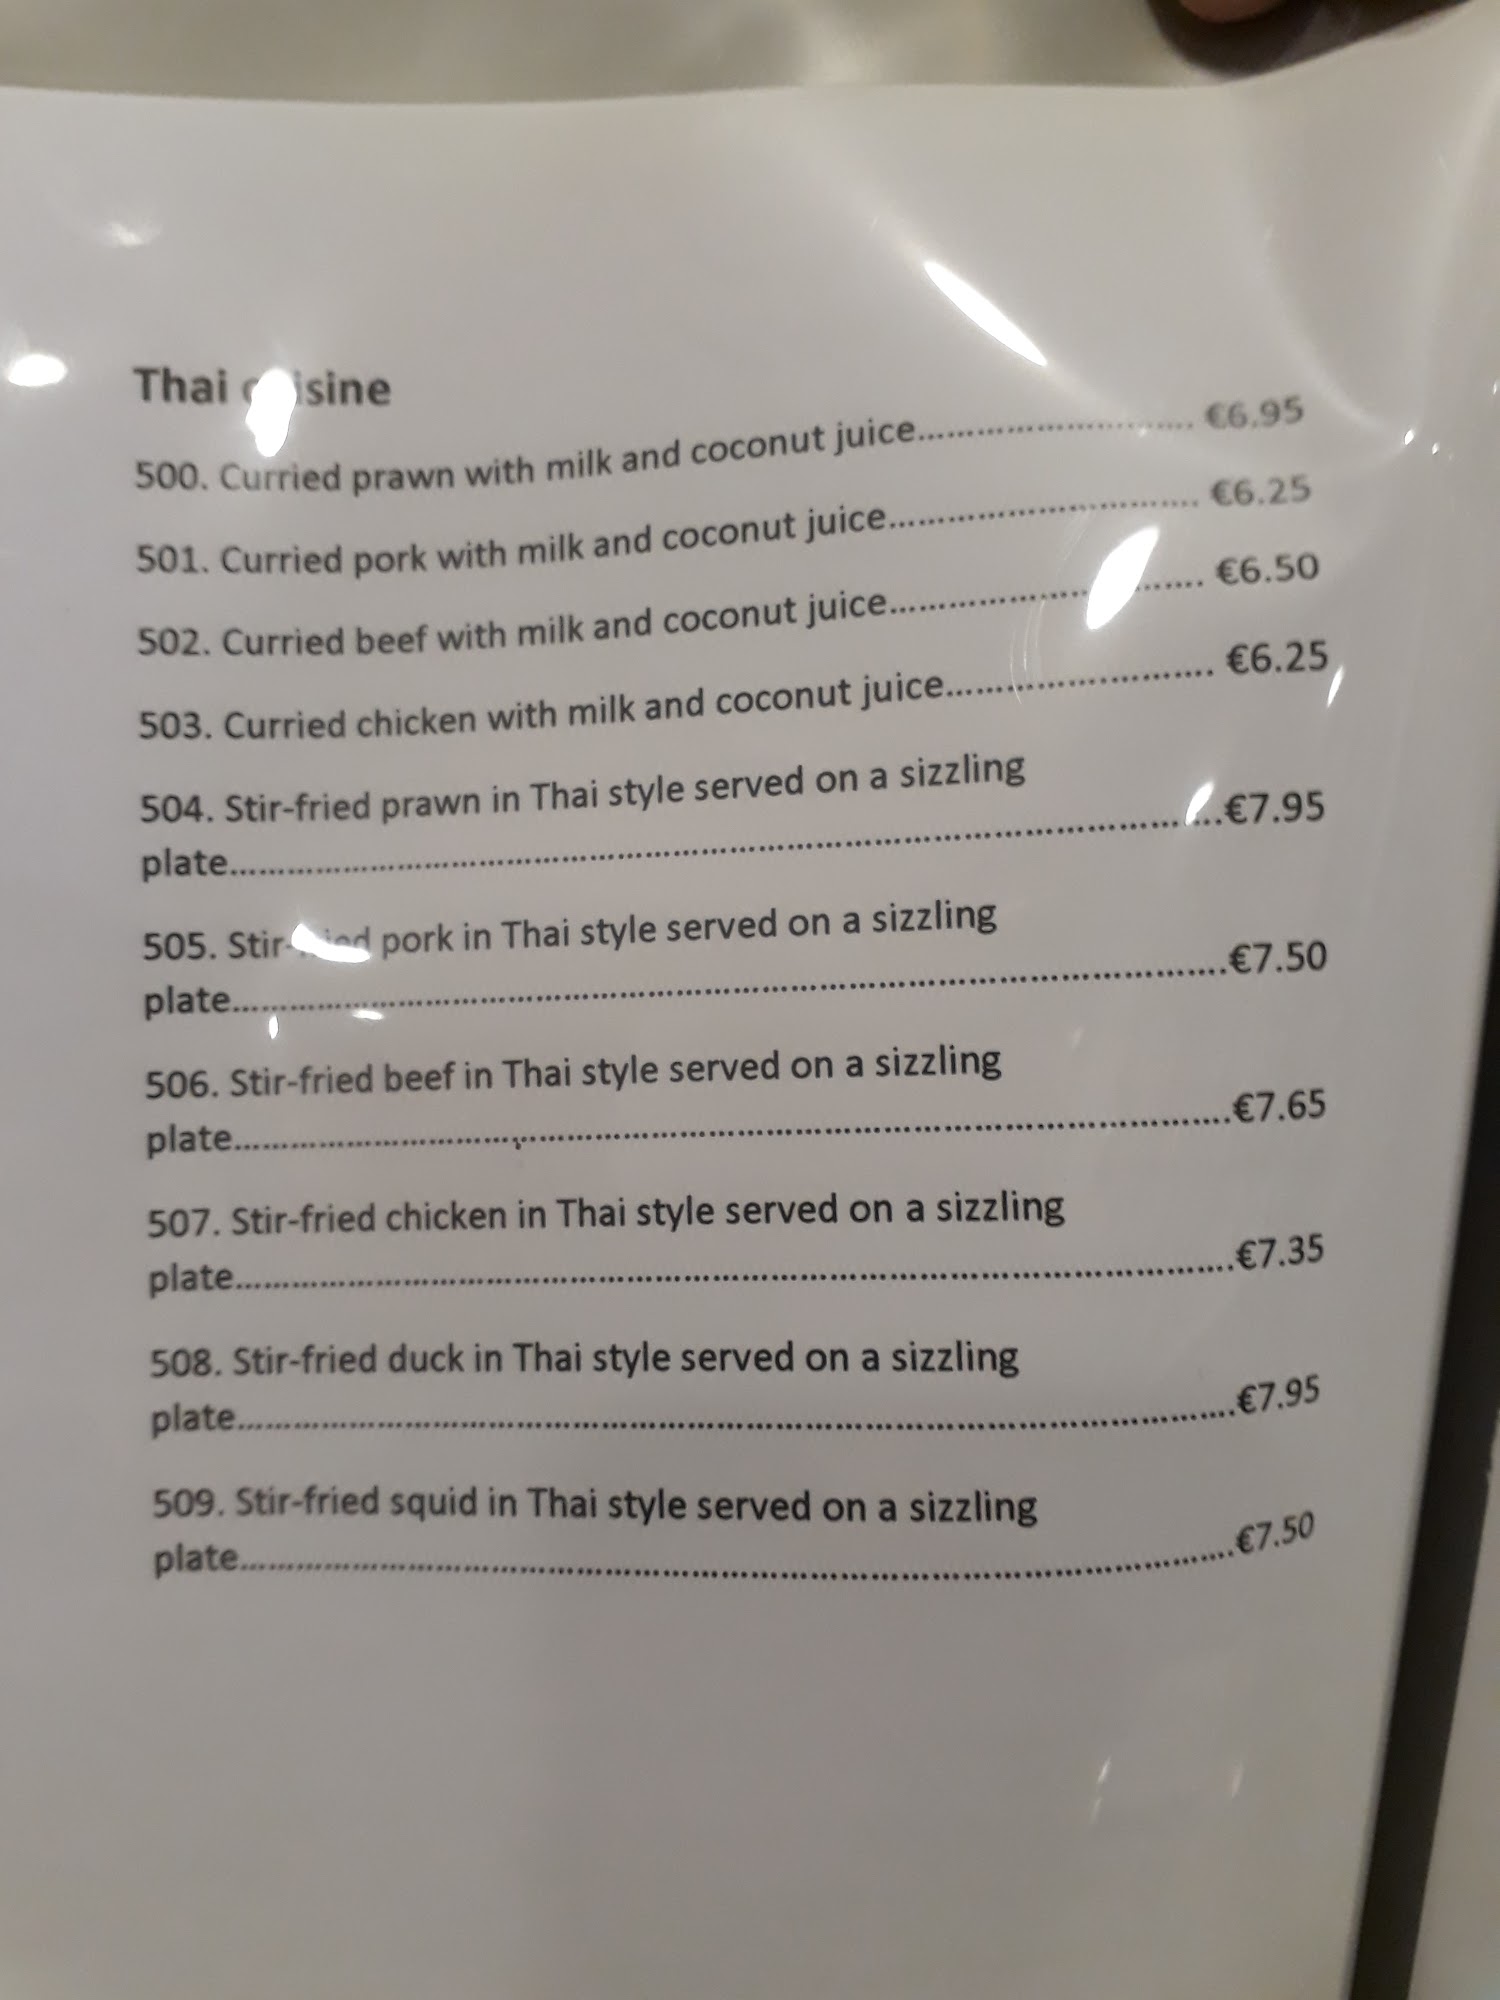 Thai cuisine
500. Curried prawn with milk and coconut juice................................ €6.95
501. Curried pork with milk and coconut juice................................... €6.25
502. Curried beef with milk and coconut juice................................... €6.50
503. Curried chicken with milk and coconut juice.............................. €6.25
504. Stir-fried prawn in Thai style served on a sizzling
plate.......................................................................................................€7.95
505. Stir-fried pork in Thai style served on a sizzling
plate.......................................................................................................€7.50
506. Stir-fried beef in Thai style served on a sizzling
plate.......................................................................................................€7.65
507. Stir-fried chicken in Thai style served on a sizzling
plate.......................................................................................................€7.35
508. Stir-fried duck in Thai style served on a sizzling
plate.......................................................................................................€7.95
509. Stir-fried squid in Thai style served on a sizzling
plate.......................................................................................................€7.50